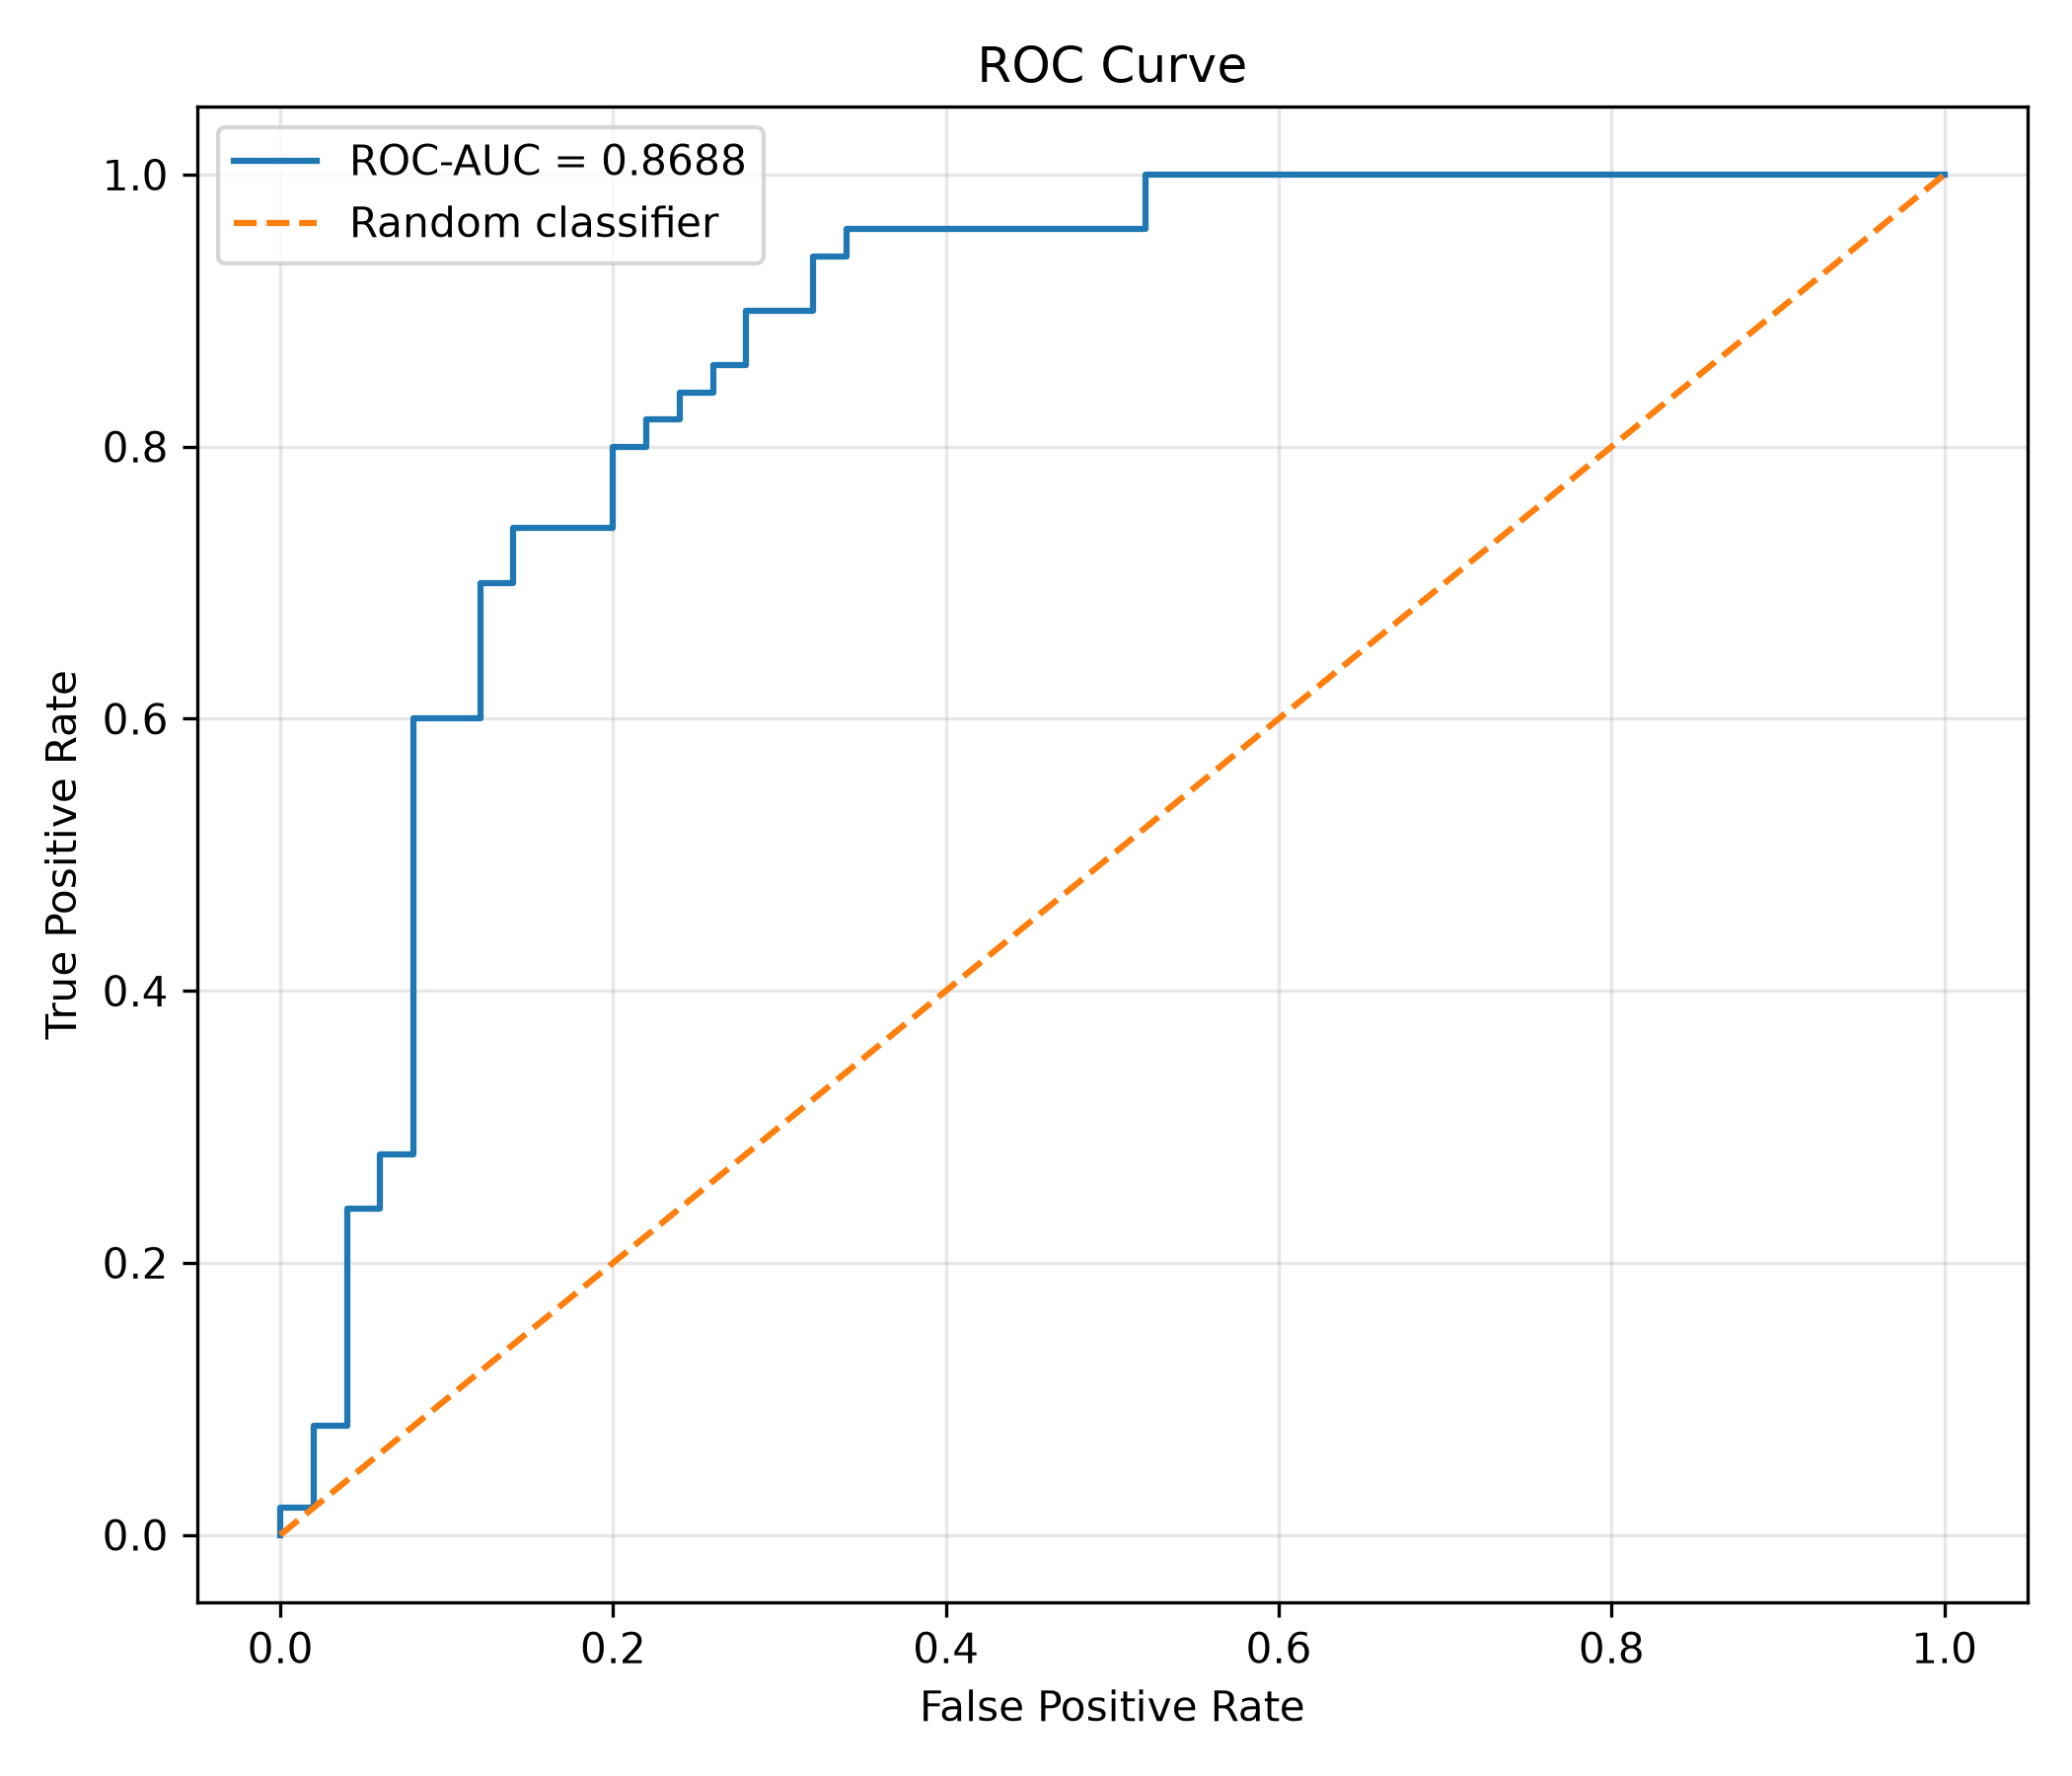 ROC Curve
ROC-AUC = 0.8688
Random classifier
1.0
0.8
0.6
0.4
0.2
0.0
True Positive Rate
0.0 0.2 0.4 0.6 0.8 1.0
False Positive Rate